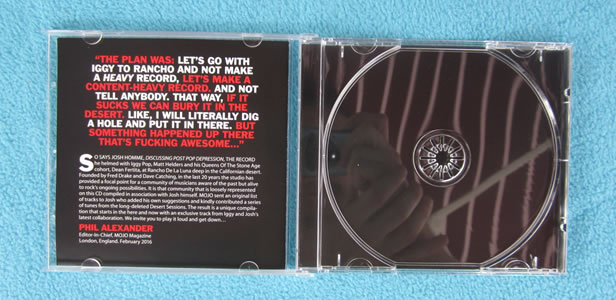 “THE PLAN WAS: LET’S GO WITH
IGGY TO RANCHO AND NOT MAKE
A HEAVY RECORD, LET’S MAKE A
CONTENT-HEAVY RECORD. AND
NOT TELL ANYBODY. THAT WAY, IF IT
SUCKS WE CAN BURY IT IN THE
DESERT. LIKE, I WILL LITERALLY DIG
A HOLE AND PUT IT IN THERE. BUT
SOMETHING HAPPENED UP THERE
THAT’S FUCKING AWESOME...”
SO SAYS JOSH HOMME, DISCUSSING POST POP DEPRESSION, THE RECORD
he helmed with Iggy Pop, Matt Helders and his Queens Of The Stone Age
cohort, Dean Fertita, at Rancho De La Luna deep in the Californian desert.
Founded by Fred Drake and Dave Catching, in the last 20 years the studio has
provided a focal point for a community of musicians aware of the past but alive
to rock’s ongoing possibilities. It is that community that is loosely represented
on this CD compiled in association with Josh himself. MOJO sent an original list
of tracks to Josh who added his own suggestions and kindly contributed a series
of tunes from the long-deleted Desert Sessions. The result is a unique compila-
tion that starts in the here and now with an exclusive track from Iggy and Josh’s
latest collaboration. We invite you to play it loud and get down...
PHIL ALEXANDER
Editor-In-Chief, MOJO Magazine
London, England. February 2016